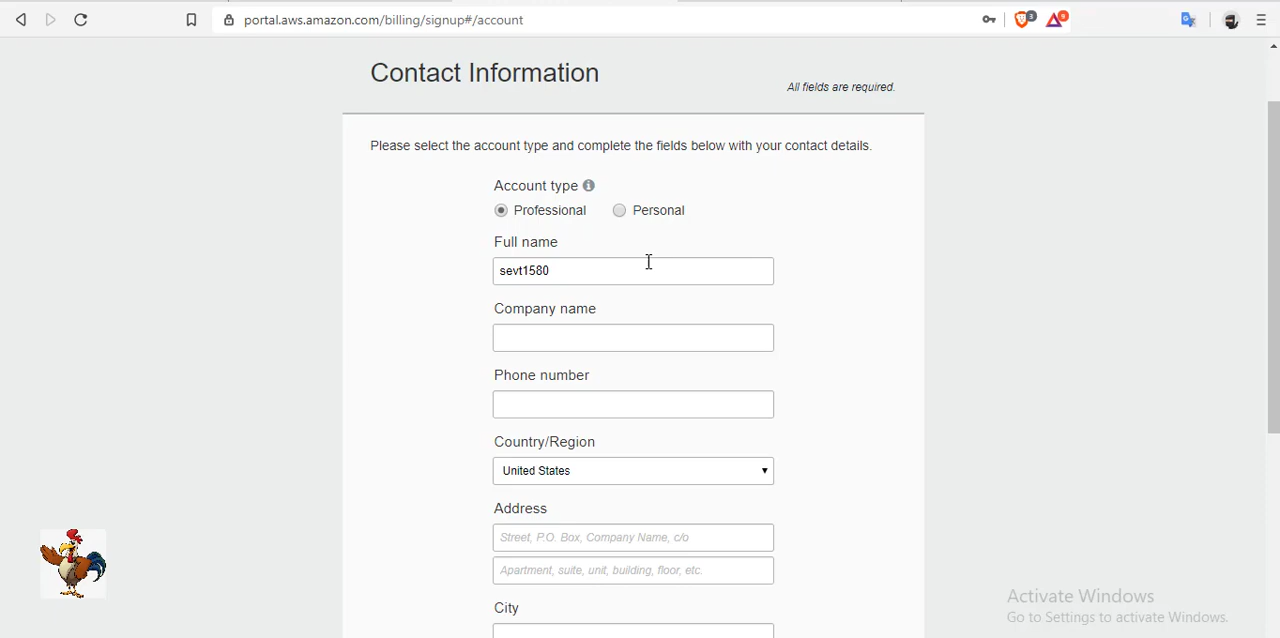 portal.aws.amazon.com/billing/signup#/account
3
9
Contact Information
All fields are required.
Please select the account type and complete the fields below with your contact details.
Account type
Professional Personal
Full name
sevt1580
Company name
Phone number
Country/Region
United States
Address
Street, P.O. Box, Company Name, c/o
Apartment, suite, unit, building, floor, etc.
City
Activate Windows
Go to Settings to activate Windows.